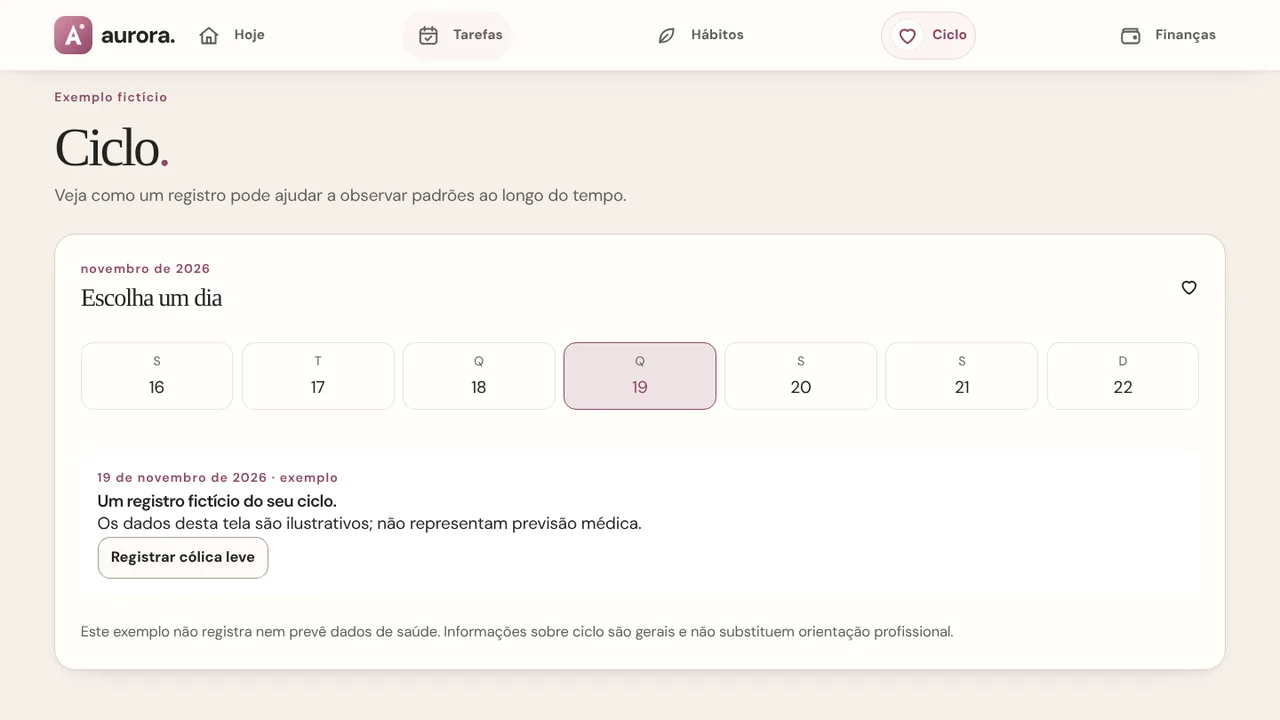 aurora.
Hoje
Tarefas
Hábitos
Ciclo
Finanças
Exemplo fictício
Ciclo.
Veja como um registro pode ajudar a observar padrões ao longo do tempo.
novembro de 2026
Escolha um dia
S T Q Q S S D
16 17 18 19 20 21 22
19 de novembro de 2026 · exemplo
Um registro fictício do seu ciclo.
Os dados desta tela são ilustrativos; não representam previsão médica.
Registrar cólica leve
Este exemplo não registra nem prevê dados de saúde. Informações sobre ciclo são gerais e não substituem orientação profissional.